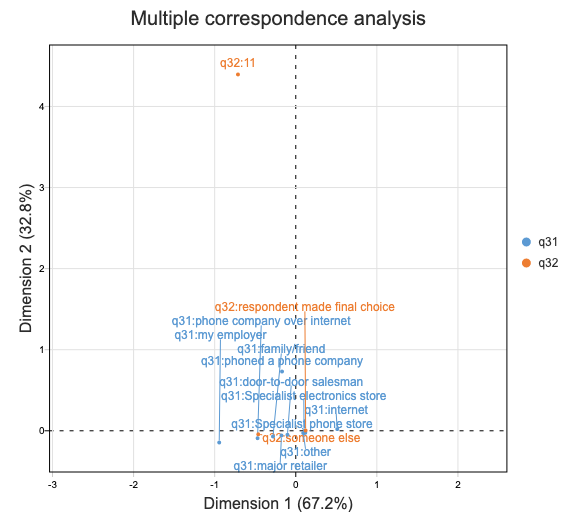 Multiple correspondence analysis
q32:11
4
3
2
1
0
Dimension 2 (32.8%)
q32:respondent made final choice
q31:phone company over internet
q31:my employer
q31:family/friend
q31:phoned a phone company
q31:door-to-door salesman
q31:Specialist electronics store
q31:internet
q31:Specialist phone store
q32:someone else
q31:other
q31:major retailer
-3
-2
-1
0
1
2
Dimension 1 (67.2%)
q31
q32